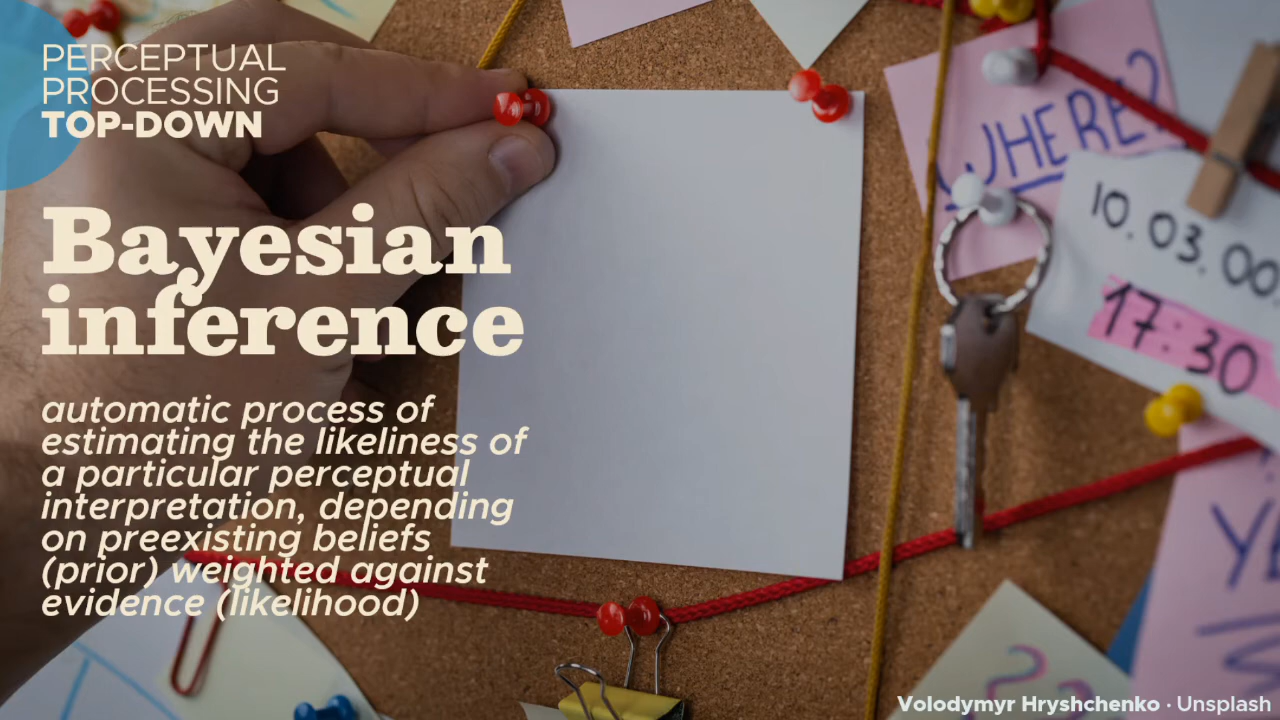 PERCEPTUAL
PROCESSING
TOP-DOWN
Bayesian
inference
automatic process of
estimating the likeliness of
a particular perceptual
interpretation, depending
on preexisting beliefs
(prior) weighted against
evidence (likelihood)
WHERE?
10.03.00
17:30
??
Volodymyr Hryshchenko · Unsplash